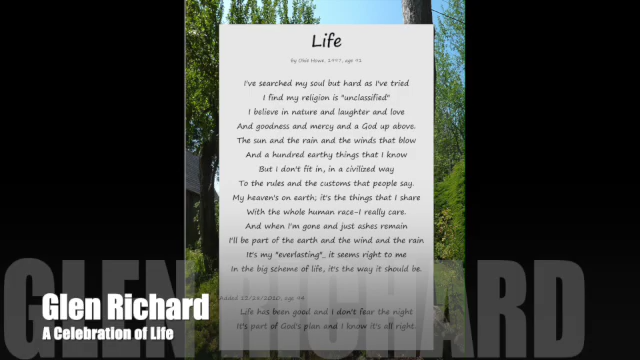 Life
I've searched my soul but hard as I've tried
I find my religion is "unclassified"
I believe in nature and laughter and love
And goodness and mercy and a God up above.
The sun and the rain and the winds that blow
And a hundred earthy things that I know
But I don't fit in, in a civilized way
To the rules and the customs that people say.
My heaven's on earth; it's the things that I share
With the whole human race-I really care.
And when I'm gone and just ashes remain
I'll be part of the earth and the wind and the rain
It's my "everlasting"_ it seems right to me
In the big scheme of life, it's the way it should be.
Life has been good and I don't fear the night
It's part of God's plan and I know it's all right.
GLEN RICHARD
Glen Richard
A Celebration of Life